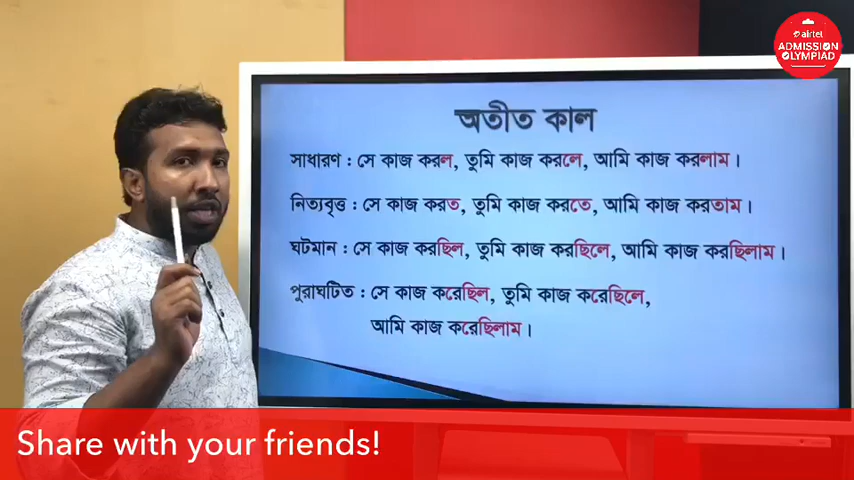 airtel
ADMISSION
OLYMPIAD
অতীত কাল
সাধারণ : সে কাজ করল, তুমি কাজ করলে, আমি কাজ করলাম।
নিত্যবৃত্ত : সে কাজ করত, তুমি কাজ করতে, আমি কাজ করতাম।
ঘটমান : সে কাজ করছিল, তুমি কাজ করছিলে, আমি কাজ করছিলাম।
পুরাঘটিত : সে কাজ করেছিল, তুমি কাজ করেছিলে,
আমি কাজ করেছিলাম।
Share with your friends!